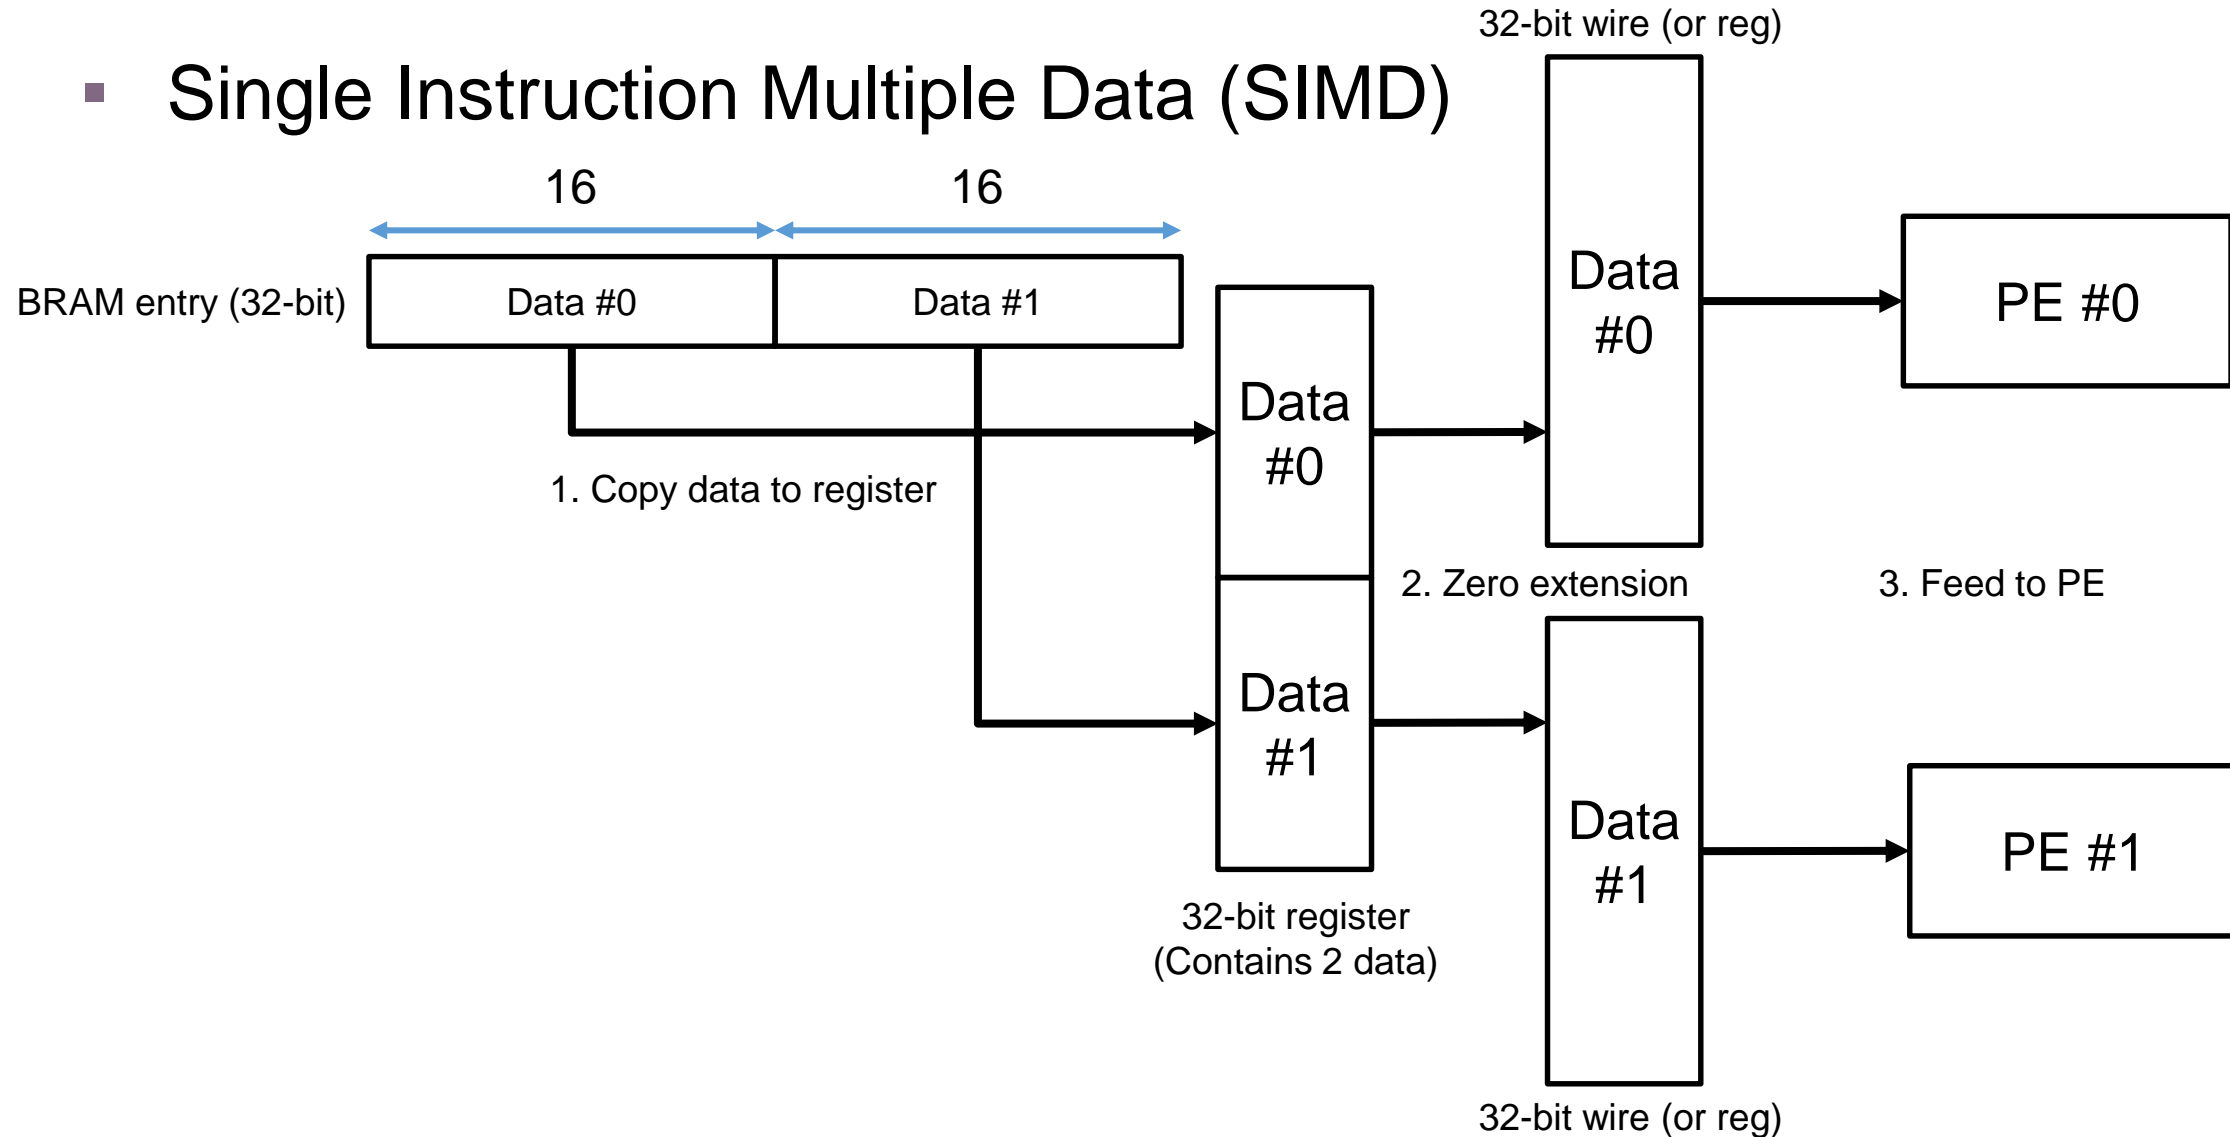 32-bit wire (or reg)
▪ Single Instruction Multiple Data (SIMD)
16 16
BRAM entry (32-bit)
Data #0
Data #1
1. Copy data to register
Data
#0
Data
#1
32-bit register
(Contains 2 data)
Data
#0
2. Zero extension
Data
#1
32-bit wire (or reg)
PE #0
3. Feed to PE
PE #1